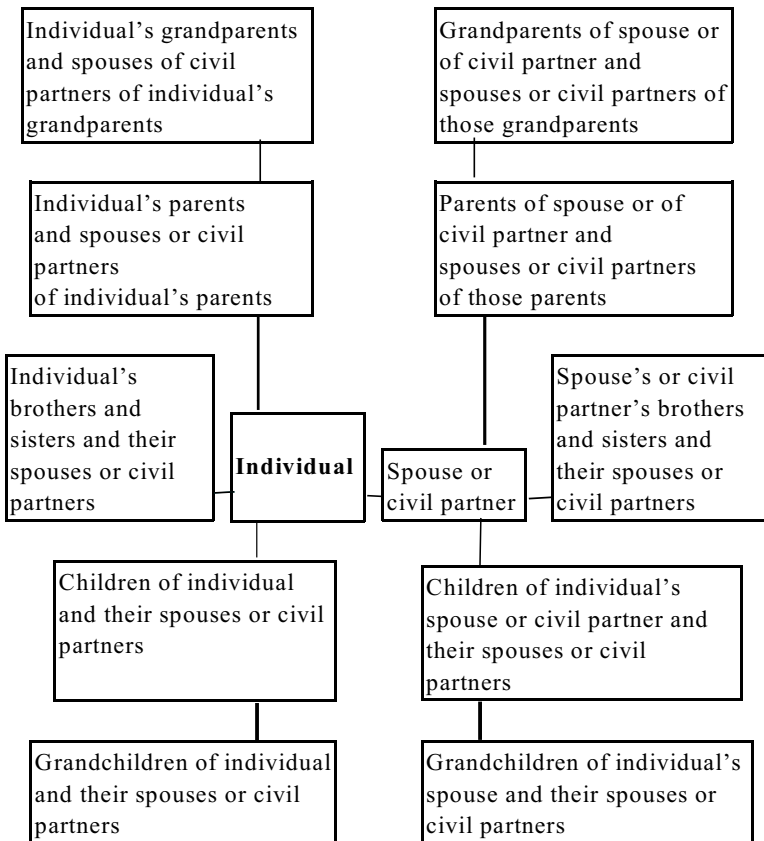 Individual’s grandparents
and spouses of civil
partners of individual’s
grandparents
Grandparents of spouse or
of civil partner and
spouses or civil partners of
those grandparents
Individual’s parents
and spouses or civil
partners
of individual’s parents
Parents of spouse or of
civil partner and
spouses or civil partners
of those parents
Individual’s
brothers and
sisters and their
spouses or civil
partners
Individual
Spouse or
civil partner
Spouse’s or civil
partner’s brothers
and sisters and
their spouses or
civil partners
Children of individual
and their spouses or civil
partners
Children of individual’s
spouse or civil partner and
their spouses or civil
partners
Grandchildren of individual
and their spouses or civil
partners
Grandchildren of individual’s
spouse and their spouses or
civil partners